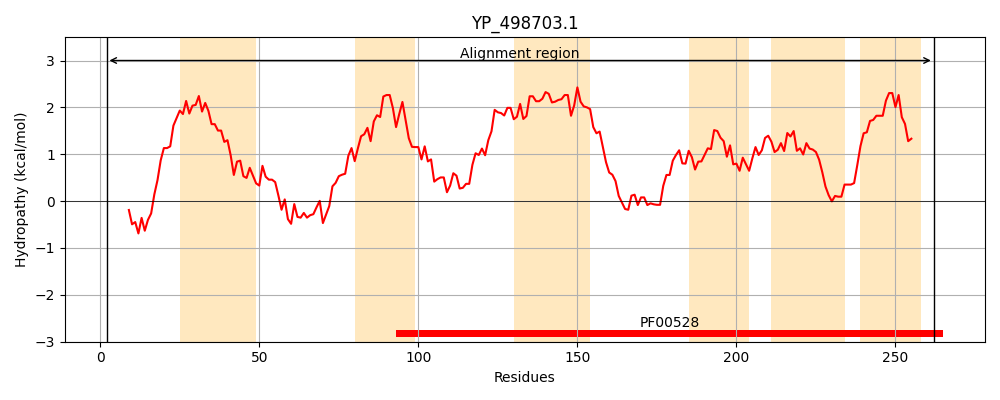 YP_498703.1
Alignment region
3
2
1
0
−1
−2
−3
Hydropathy (kcal/mol)
PF00528
0 50 100 150 200 250
Residues